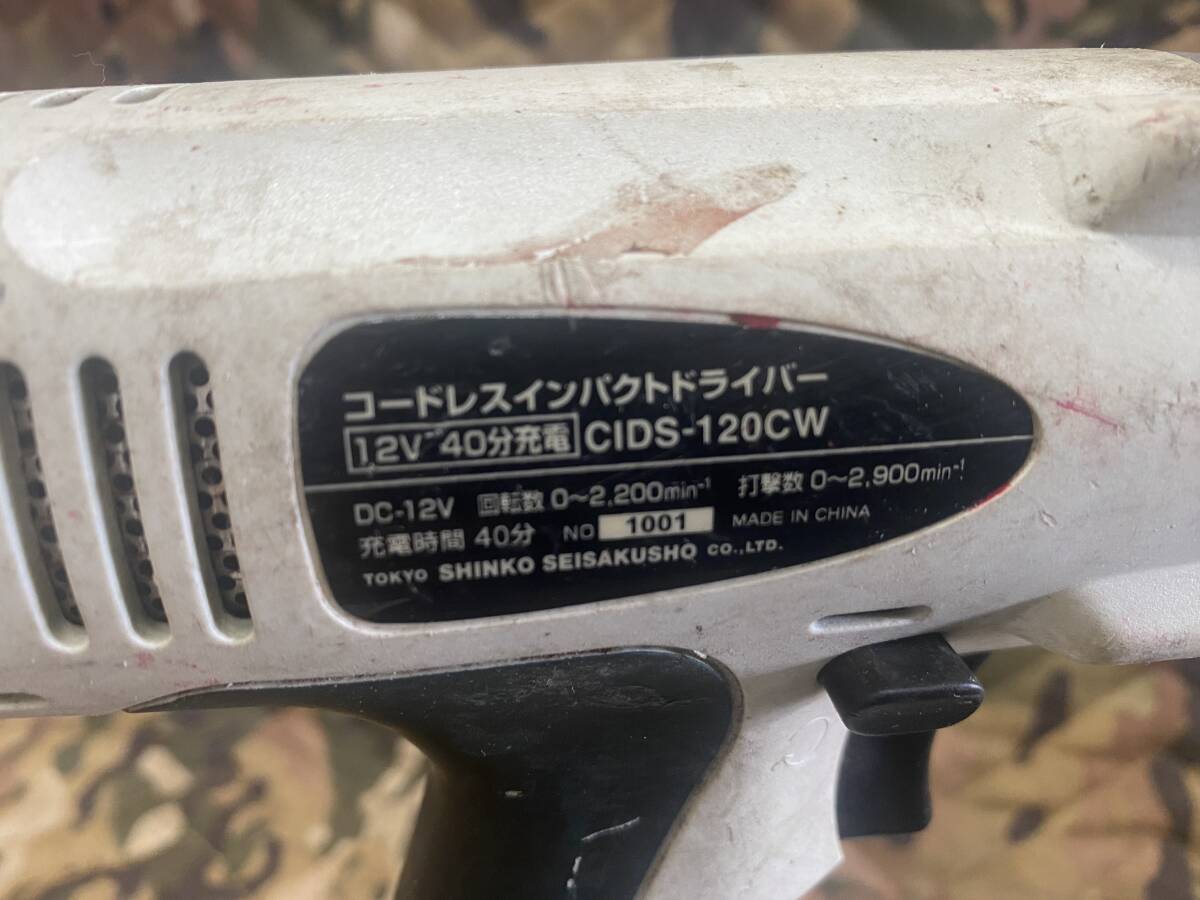 コードレスインパクトドライバー
12V 40分充電 CIDS-120CW
DC-12V 回転数 0～2,200min⁻¹ 打撃数 0～2,900min⁻¹
充電時間 40分 NO 1001 MADE IN CHINA
TOKYO SHINKO SEISAKUSHO CO.,LTD.